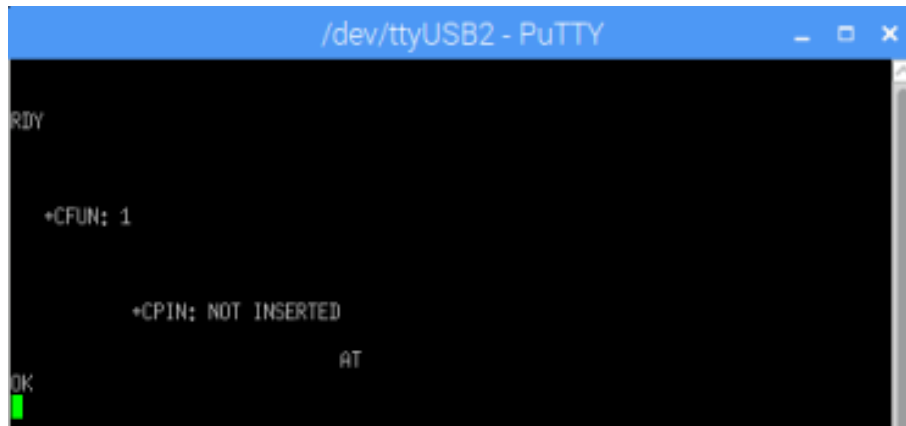 /dev/ttyUSB2 - PuTTY
RDY
+CFUN: 1
+CPIN: NOT INSERTED
AT
OK